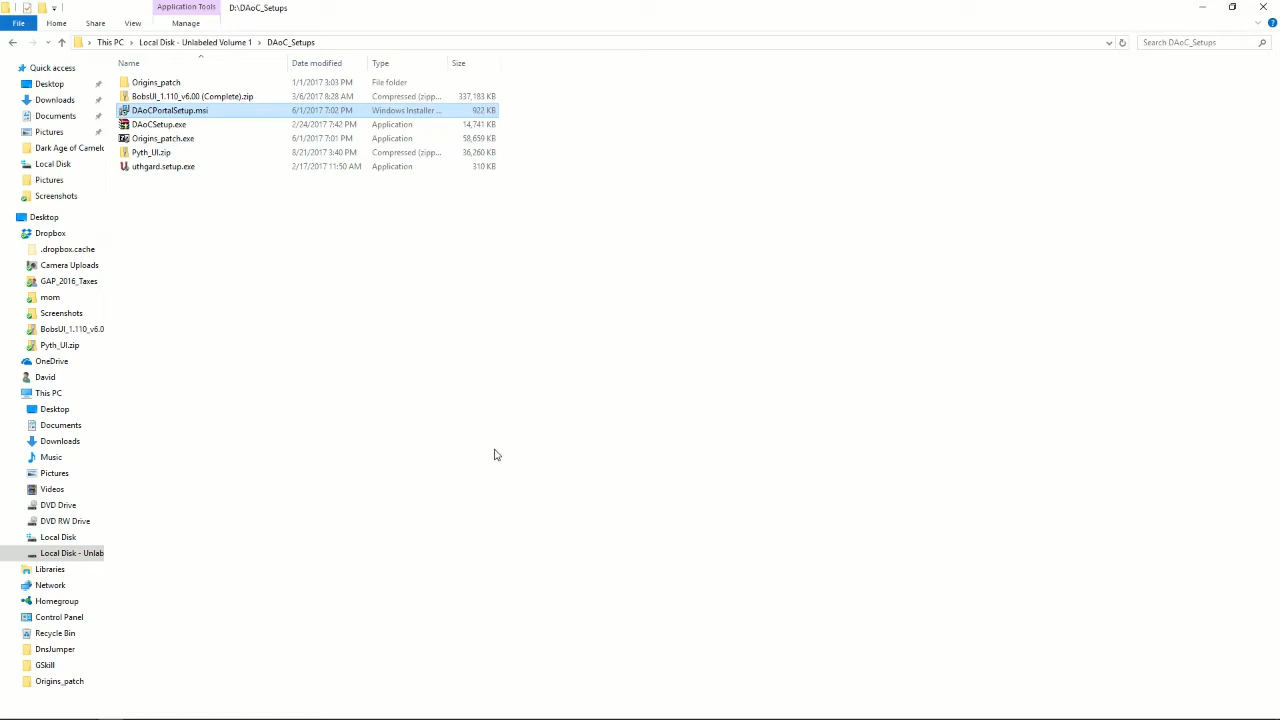 Application Tools
D:\DAoC_Setups
File Home Share View Manage
This PC Local Disk - Unlabeled Volume 1 DAoC_Setups
Search DAoC_Setups
Name Date modified Type Size
Origins_patch 1/1/2017 3:03 PM File folder
BobsUI_1.110_v6.00 (Complete).zip 3/6/2017 8:28 AM Compressed (zipp... 337,183 KB
DAoCPortalSetup.msi 6/1/2017 7:02 PM Windows Installer ... 922 KB
DAoCSetup.exe 2/24/2017 7:42 PM Application 14,741 KB
Origins_patch.exe 6/1/2017 7:01 PM Application 58,659 KB
Pyth_UI.zip 8/21/2017 3:40 PM Compressed (zipp... 36,260 KB
uthgard.setup.exe 2/17/2017 11:50 AM Application 310 KB
Quick access
Desktop
Downloads
Documents
Pictures
Dark Age of Camelo
Local Disk
Pictures
Screenshots
Desktop
Dropbox
.dropbox.cache
Camera Uploads
GAP_2016_Taxes
mom
Screenshots
BobsUI_1.110_v6.0
Pyth_UI.zip
OneDrive
David
This PC
Desktop
Documents
Downloads
Music
Pictures
Videos
DVD Drive
DVD RW Drive
Local Disk
Local Disk - Unlab
Libraries
Network
Homegroup
Control Panel
Recycle Bin
DnsJumper
GSkill
Origins_patch